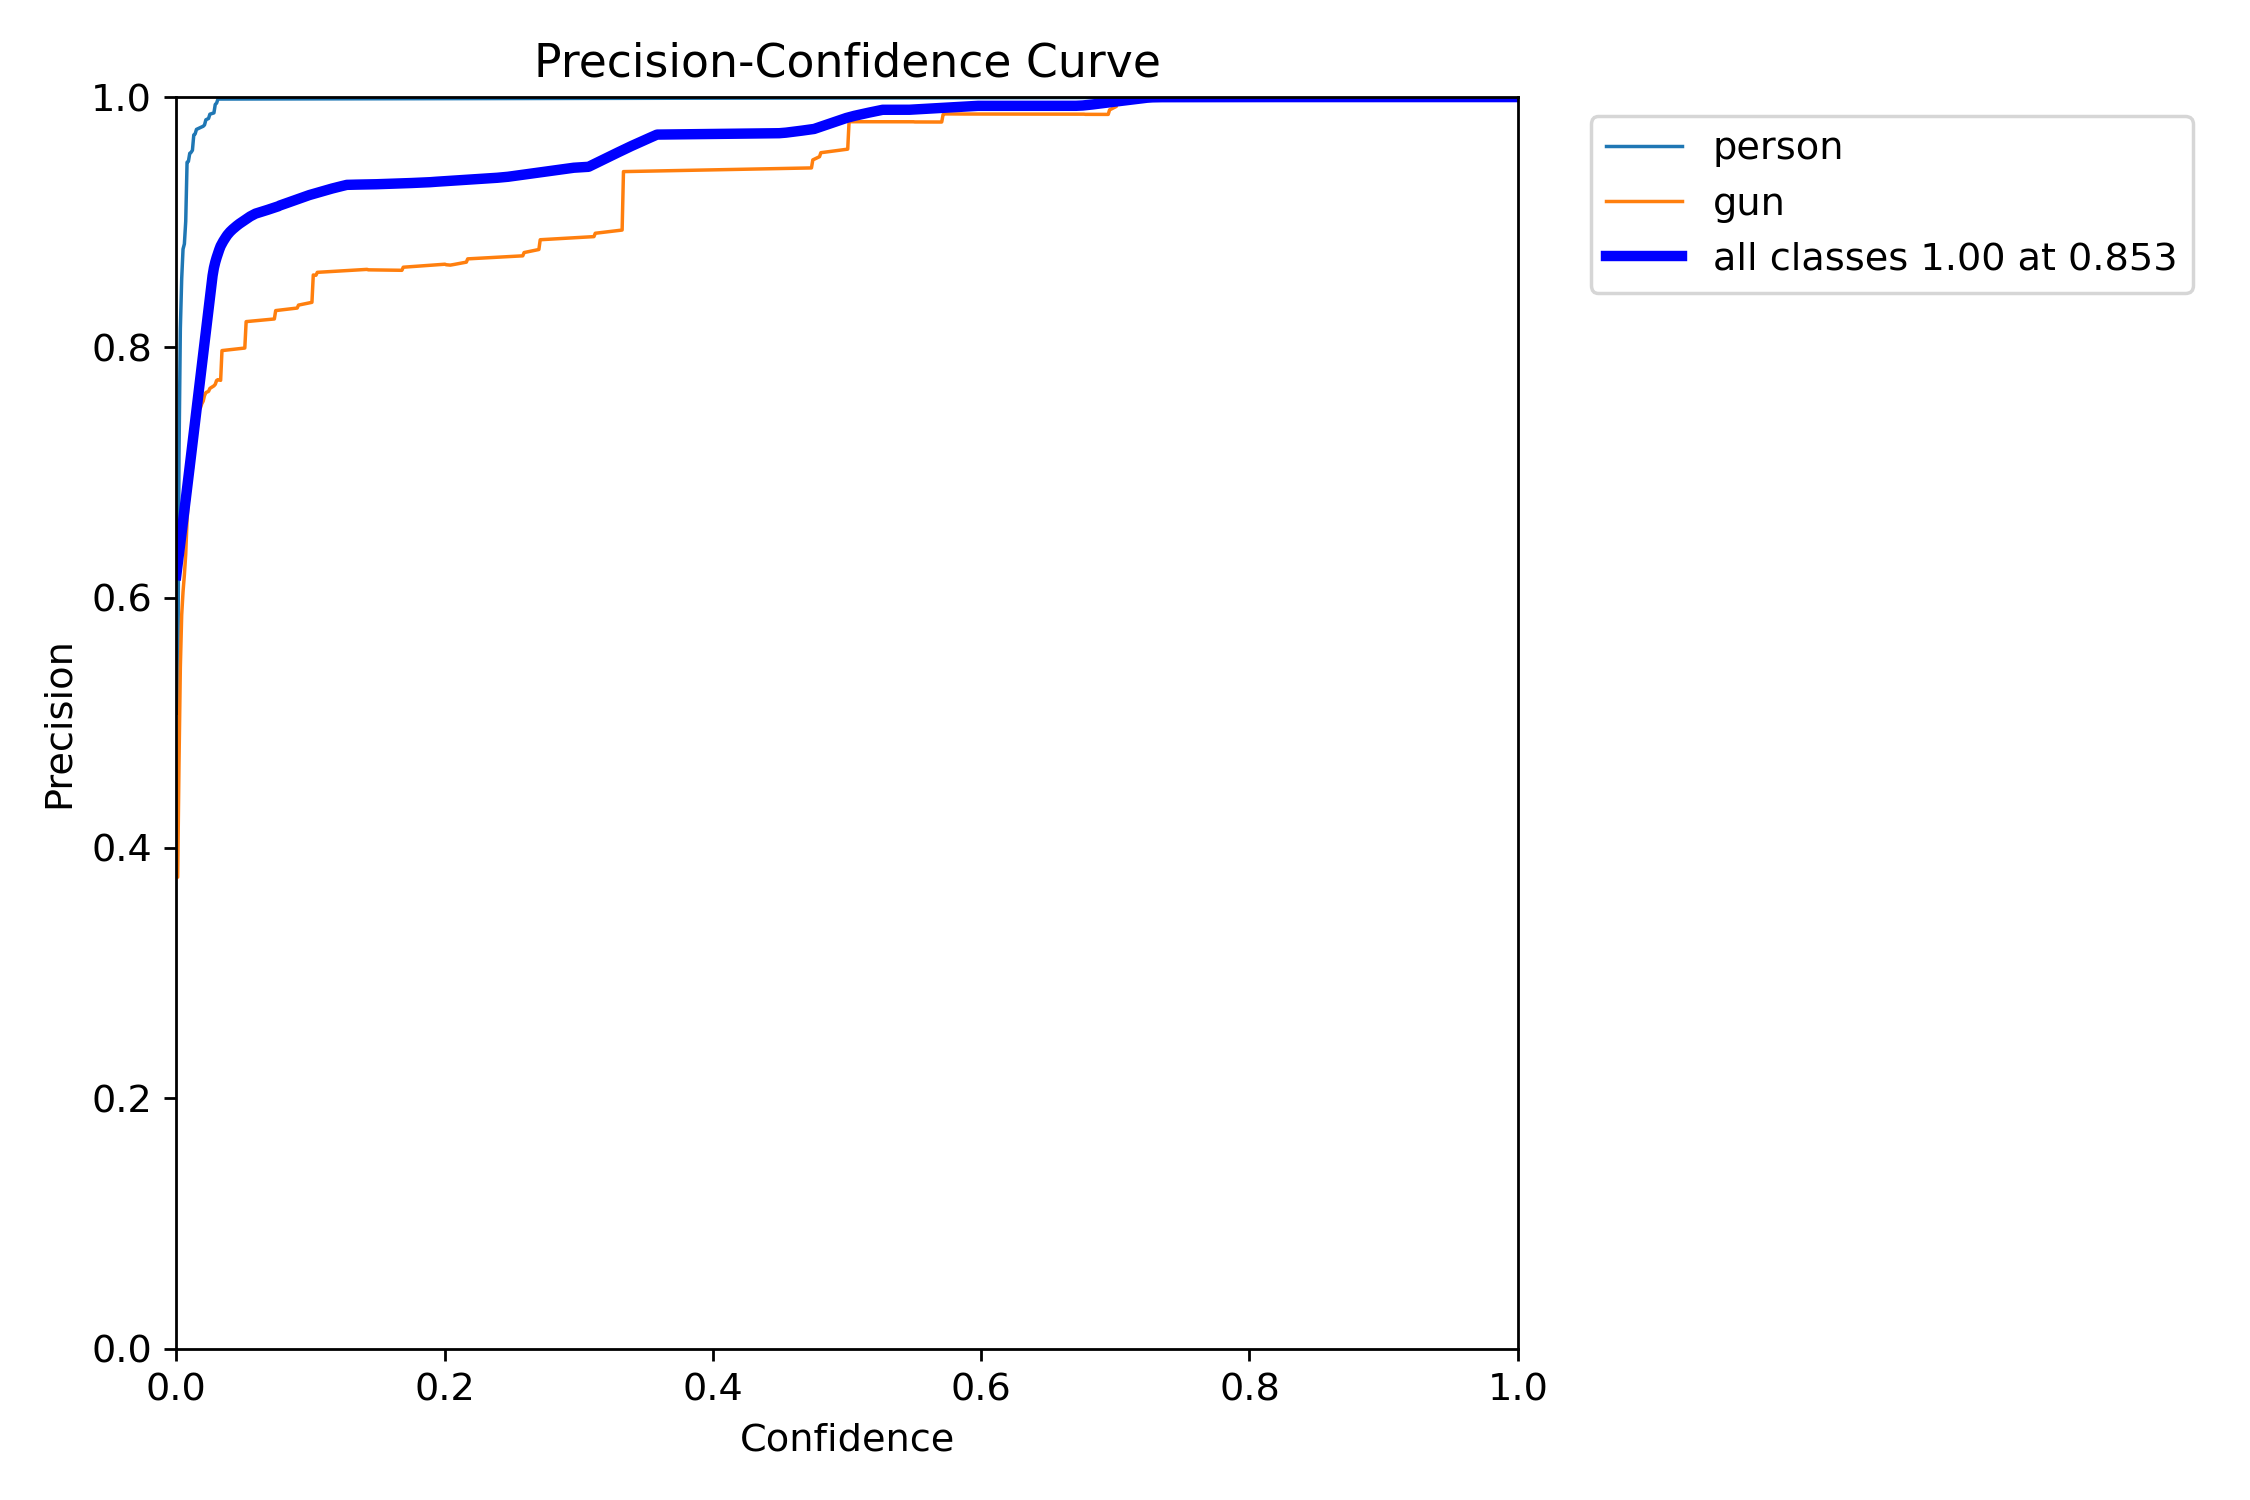 Precision-Confidence Curve
1.0
0.8
0.6
0.4
0.2
0.0
Precision
0.0 0.2 0.4 0.6 0.8 1.0
Confidence
person
gun
all classes 1.00 at 0.853